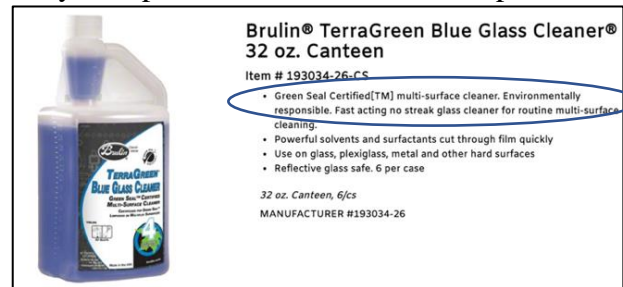 Brulin® TerraGreen Blue Glass Cleaner®
32 oz. Canteen
Item # 193034-26-CS
• Green Seal Certified[TM] multi-surface cleaner. Environmentally
responsible. Fast acting no streak glass cleaner for routine multi-surface
cleaning.
• Powerful solvents and surfactants cut through film quickly
• Use on glass, plexiglass, metal and other hard surfaces
• Reflective glass safe. 6 per case
32 oz. Canteen, 6/cs
MANUFACTURER #193034-26
Brulin
TERRAGREEN
BLUE GLASS CLEANER
GREEN SEAL™ CERTIFIED
MULTI-SURFACE CLEANER
4